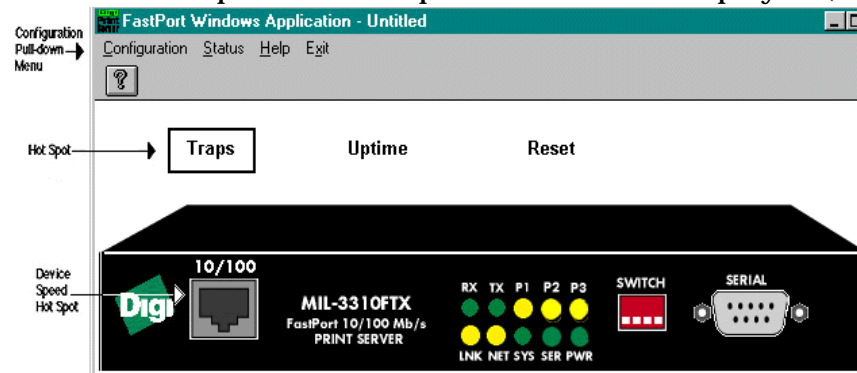 FastPort Windows Application - Untitled
Configuration
Pull-down
Menu
Configuration Status Help Exit
?
Hot Spot
Traps Uptime Reset
Device
Speed
Hot Spot
10/100
Digi
MIL-3310FTX
FastPort 10/100 Mb/s
PRINT SERVER
RX TX P1 P2 P3
LNK NET SYS SER PWR
SWITCH
SERIAL